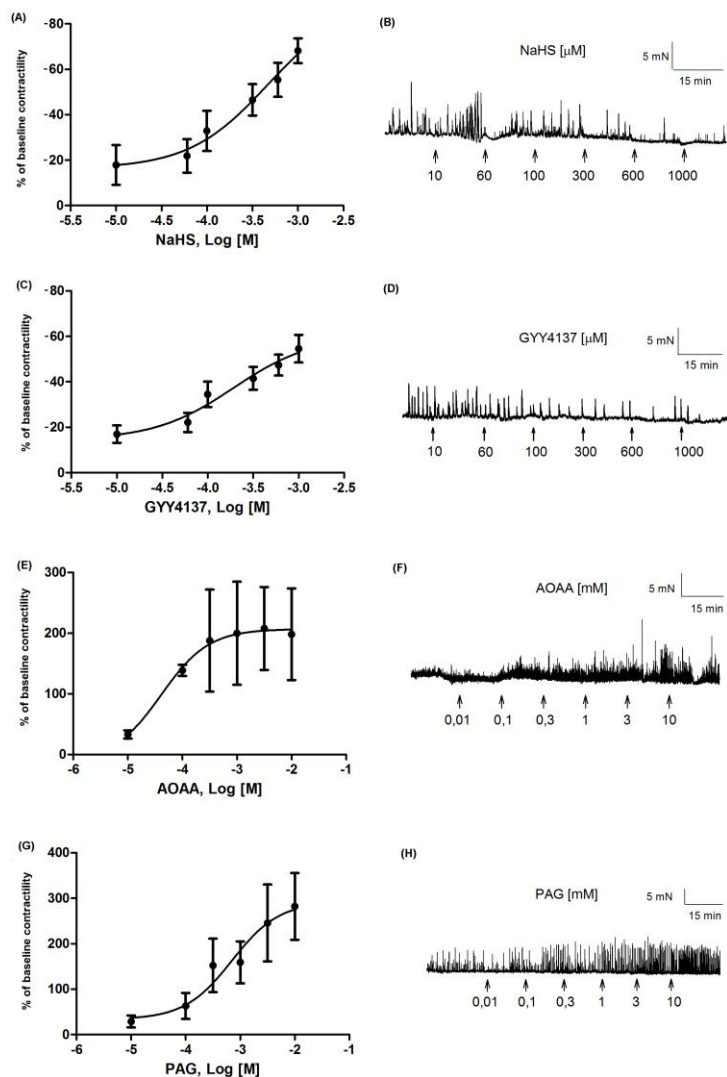 (A)
% of baseline contractility
-80
-60
-40
-20
0
-5.5 -5.0 -4.5 -4.0 -3.5 -3.0 -2.5
NaHS, Log [M]
(B)
NaHS [µM]
5 mN
15 min
10 60 100 300 600 1000
(C)
% of baseline contractility
-80
-60
-40
-20
0
-5.5 -5.0 -4.5 -4.0 -3.5 -3.0 -2.5
GYY4137, Log [M]
(D)
GYY4137 [µM]
5 mN
15 min
10 60 100 300 600 1000
(E)
% of baseline contractility
300
200
100
0
-6 -5 -4 -3 -2 -1
AOAA, Log [M]
(F)
AOAA [mM]
5 mN
15 min
0,01 0,1 0,3 1 3 10
(G)
% of baseline contractility
400
300
200
100
0
-6 -5 -4 -3 -2 -1
PAG, Log [M]
(H)
PAG [mM]
5 mN
15 min
0,01 0,1 0,3 1 3 10